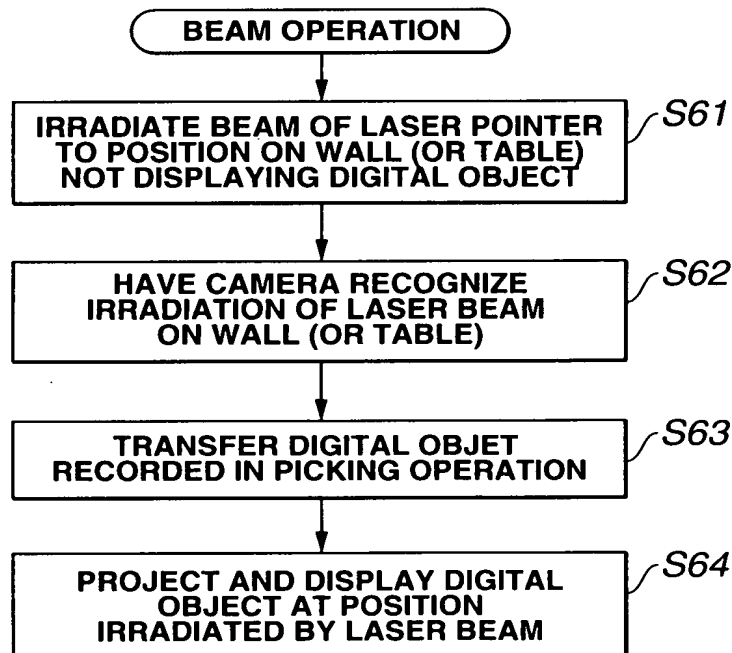 BEAM OPERATION
S61
IRRADIATE BEAM OF LASER POINTER
TO POSITION ON WALL (OR TABLE)
NOT DISPLAYING DIGITAL OBJECT
S62
HAVE CAMERA RECOGNIZE
IRRADIATION OF LASER BEAM
ON WALL (OR TABLE)
S63
TRANSFER DIGITAL OBJET
RECORDED IN PICKING OPERATION
S64
PROJECT AND DISPLAY DIGITAL
OBJECT AT POSITION
IRRADIATED BY LASER BEAM